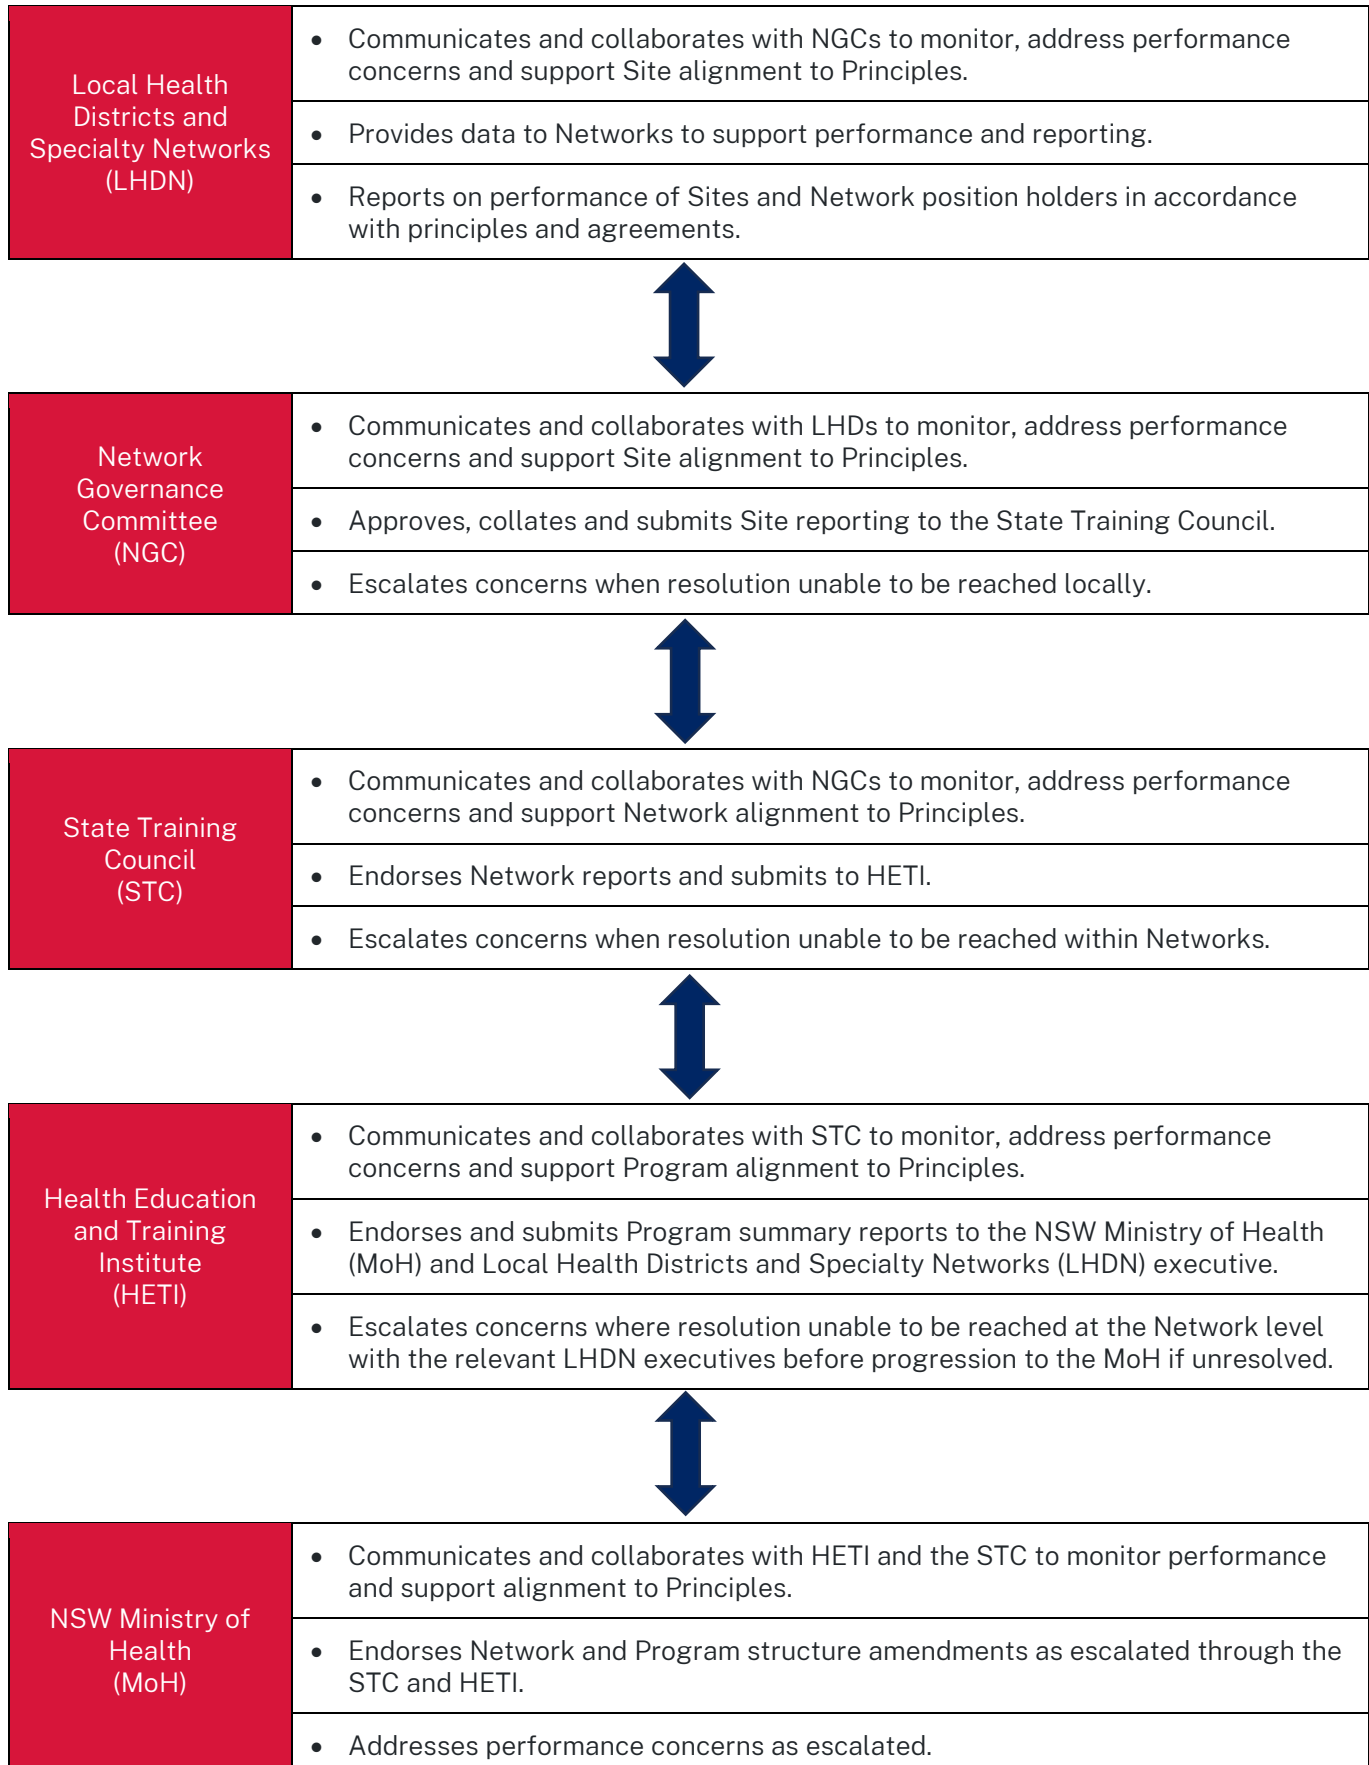 Local Health
Districts and
Specialty Networks
(LHDN)
• Communicates and collaborates with NGCs to monitor, address performance
concerns and support Site alignment to Principles.
• Provides data to Networks to support performance and reporting.
• Reports on performance of Sites and Network position holders in accordance
with principles and agreements.
Network
Governance
Committee
(NGC)
• Communicates and collaborates with LHDs to monitor, address performance
concerns and support Site alignment to Principles.
• Approves, collates and submits Site reporting to the State Training Council.
• Escalates concerns when resolution unable to be reached locally.
State Training
Council
(STC)
• Communicates and collaborates with NGCs to monitor, address performance
concerns and support Network alignment to Principles.
• Endorses Network reports and submits to HETI.
• Escalates concerns when resolution unable to be reached within Networks.
Health Education
and Training
Institute
(HETI)
• Communicates and collaborates with STC to monitor, address performance
concerns and support Program alignment to Principles.
• Endorses and submits Program summary reports to the NSW Ministry of Health
(MoH) and Local Health Districts and Specialty Networks (LHDN) executive.
• Escalates concerns where resolution unable to be reached at the Network level
with the relevant LHDN executives before progression to the MoH if unresolved.
NSW Ministry of
Health
(MoH)
• Communicates and collaborates with HETI and the STC to monitor performance
and support alignment to Principles.
• Endorses Network and Program structure amendments as escalated through the
STC and HETI.
• Addresses performance concerns as escalated.